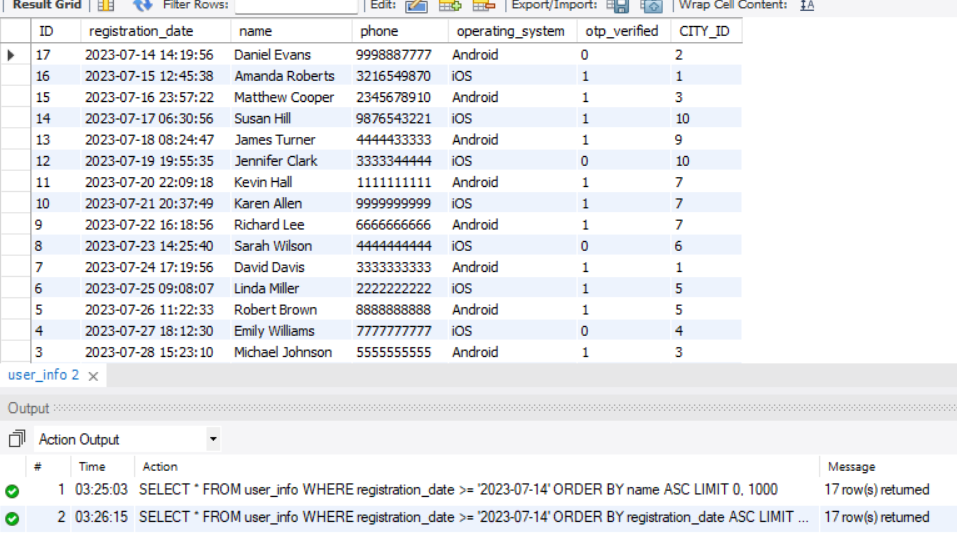 Result Grid Filter Rows: Edit: Export/Import: Wrap Cell Content: IA
ID registration_date name phone operating_system otp_verified CITY_ID
17 2023-07-14 14:19:56 Daniel Evans 9998887777 Android 0 2
16 2023-07-15 12:45:38 Amanda Roberts 3216549870 iOS 1 1
15 2023-07-16 23:57:22 Matthew Cooper 2345678910 Android 1 3
14 2023-07-17 06:30:56 Susan Hill 9876543221 iOS 1 10
13 2023-07-18 08:24:47 James Turner 4444433333 Android 1 9
12 2023-07-19 19:55:35 Jennifer Clark 3333344444 iOS 0 10
11 2023-07-20 22:09:18 Kevin Hall 1111111111 Android 1 7
10 2023-07-21 20:37:49 Karen Allen 9999999999 iOS 1 7
9 2023-07-22 16:18:56 Richard Lee 6666666666 Android 1 7
8 2023-07-23 14:25:40 Sarah Wilson 4444444444 iOS 0 6
7 2023-07-24 17:19:56 David Davis 3333333333 Android 1 1
6 2023-07-25 09:08:07 Linda Miller 2222222222 iOS 1 5
5 2023-07-26 11:22:33 Robert Brown 8888888888 Android 1 5
4 2023-07-27 18:12:30 Emily Williams 7777777777 iOS 0 4
3 2023-07-28 15:23:10 Michael Johnson 5555555555 Android 1 3
user_info 2
Output
Action Output
# Time Action Message
1 03:25:03 SELECT * FROM user_info WHERE registration_date >= '2023-07-14' ORDER BY name ASC LIMIT 0, 1000 17 row(s) returned
2 03:26:15 SELECT * FROM user_info WHERE registration_date >= '2023-07-14' ORDER BY registration_date ASC LIMIT ... 17 row(s) returned